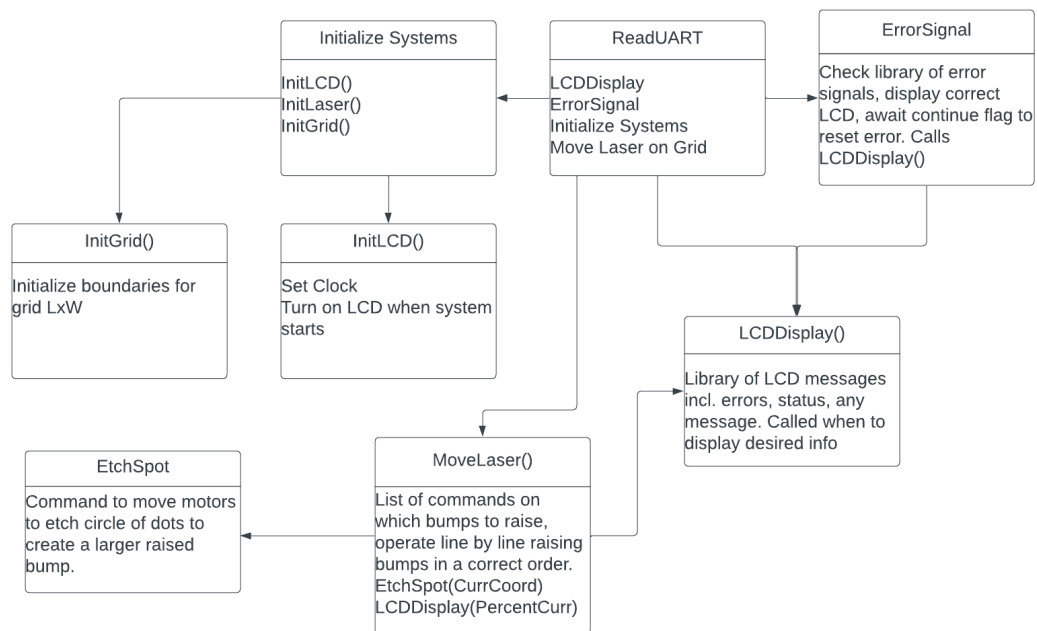 Initialize Systems
InitLCD()
InitLaser()
InitGrid()
ReadUART
LCDDisplay
ErrorSignal
Initialize Systems
Move Laser on Grid
ErrorSignal
Check library of error
signals, display correct
LCD, await continue flag to
reset error. Calls
LCDDisplay()
InitGrid()
Initialize boundaries for
grid LxW
InitLCD()
Set Clock
Turn on LCD when system
starts
LCDDisplay()
Library of LCD messages
incl. errors, status, any
message. Called when to
display desired info
EtchSpot
Command to move motors
to etch circle of dots to
create a larger raised
bump.
MoveLaser()
List of commands on
which bumps to raise,
operate line by line raising
bumps in a correct order.
EtchSpot(CurrCoord)
LCDDisplay(PercentCurr)